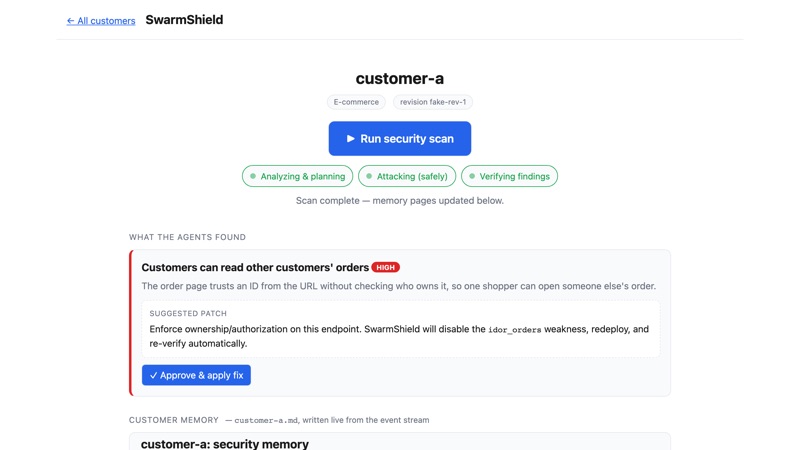 ← All customers SwarmShield
customer-a
E-commerce revision fake-rev-1
▶ Run security scan
Analyzing & planning Attacking (safely) Verifying findings
Scan complete — memory pages updated below.
WHAT THE AGENTS FOUND
Customers can read other customers' orders HIGH
The order page trusts an ID from the URL without checking who owns it, so one shopper can open someone else's order.
SUGGESTED PATCH
Enforce ownership/authorization on this endpoint. SwarmShield will disable the idor_orders weakness, redeploy, and
re-verify automatically.
✓ Approve & apply fix
CUSTOMER MEMORY — customer-a.md, written live from the event stream
customer-a: security memory